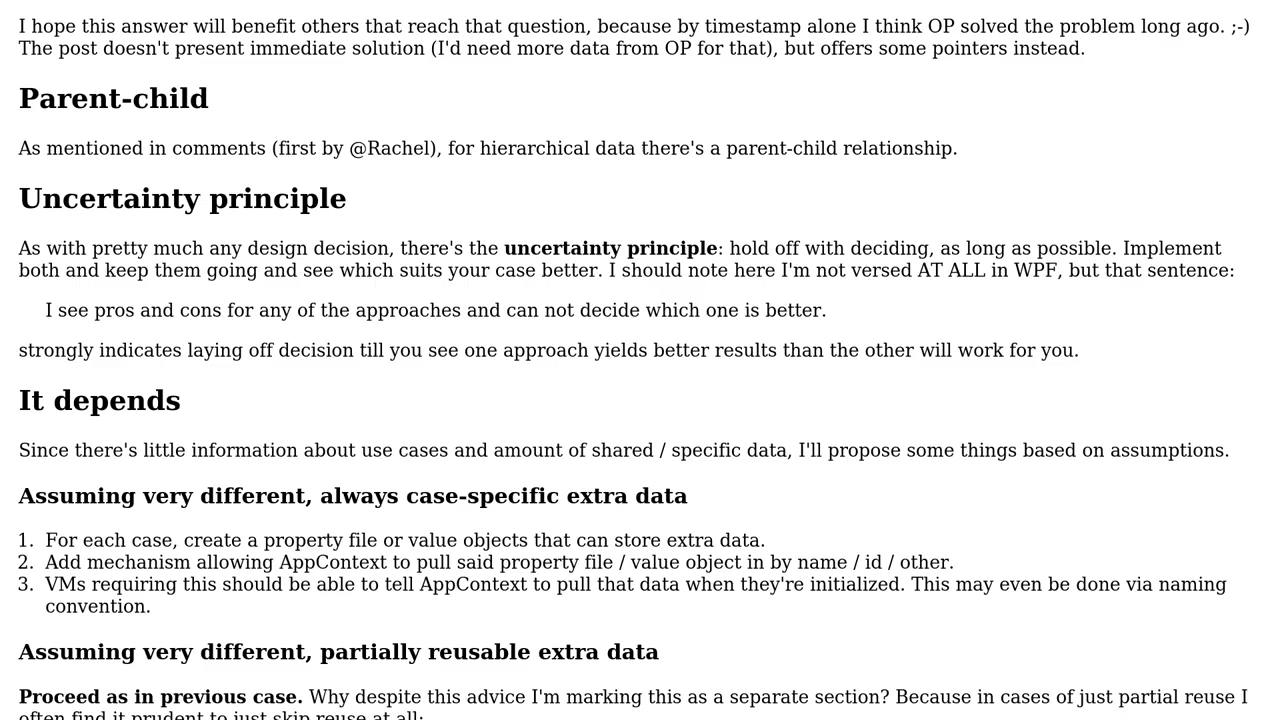 I hope this answer will benefit others that reach that question, because by timestamp alone I think OP solved the problem long ago. ;-)
The post doesn't present immediate solution (I'd need more data from OP for that), but offers some pointers instead.
Parent-child
As mentioned in comments (first by @Rachel), for hierarchical data there's a parent-child relationship.
Uncertainty principle
As with pretty much any design decision, there's the uncertainty principle: hold off with deciding, as long as possible. Implement
both and keep them going and see which suits your case better. I should note here I'm not versed AT ALL in WPF, but that sentence:
I see pros and cons for any of the approaches and can not decide which one is better.
strongly indicates laying off decision till you see one approach yields better results than the other will work for you.
It depends
Since there's little information about use cases and amount of shared / specific data, I'll propose some things based on assumptions.
Assuming very different, always case-specific extra data
1. For each case, create a property file or value objects that can store extra data.
2. Add mechanism allowing AppContext to pull said property file / value object in by name / id / other.
3. VMs requiring this should be able to tell AppContext to pull that data when they're initialized. This may even be done via naming
convention.
Assuming very different, partially reusable extra data
Proceed as in previous case. Why despite this advice I'm marking this as a separate section? Because in cases of just partial reuse I
often find it prudent to just skip reuse at all: